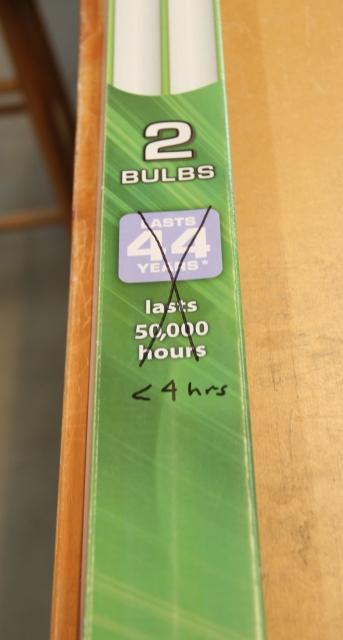 2
BULBS
LASTS
44
YEARS*
lasts
50,000
hours
< 4 hrs